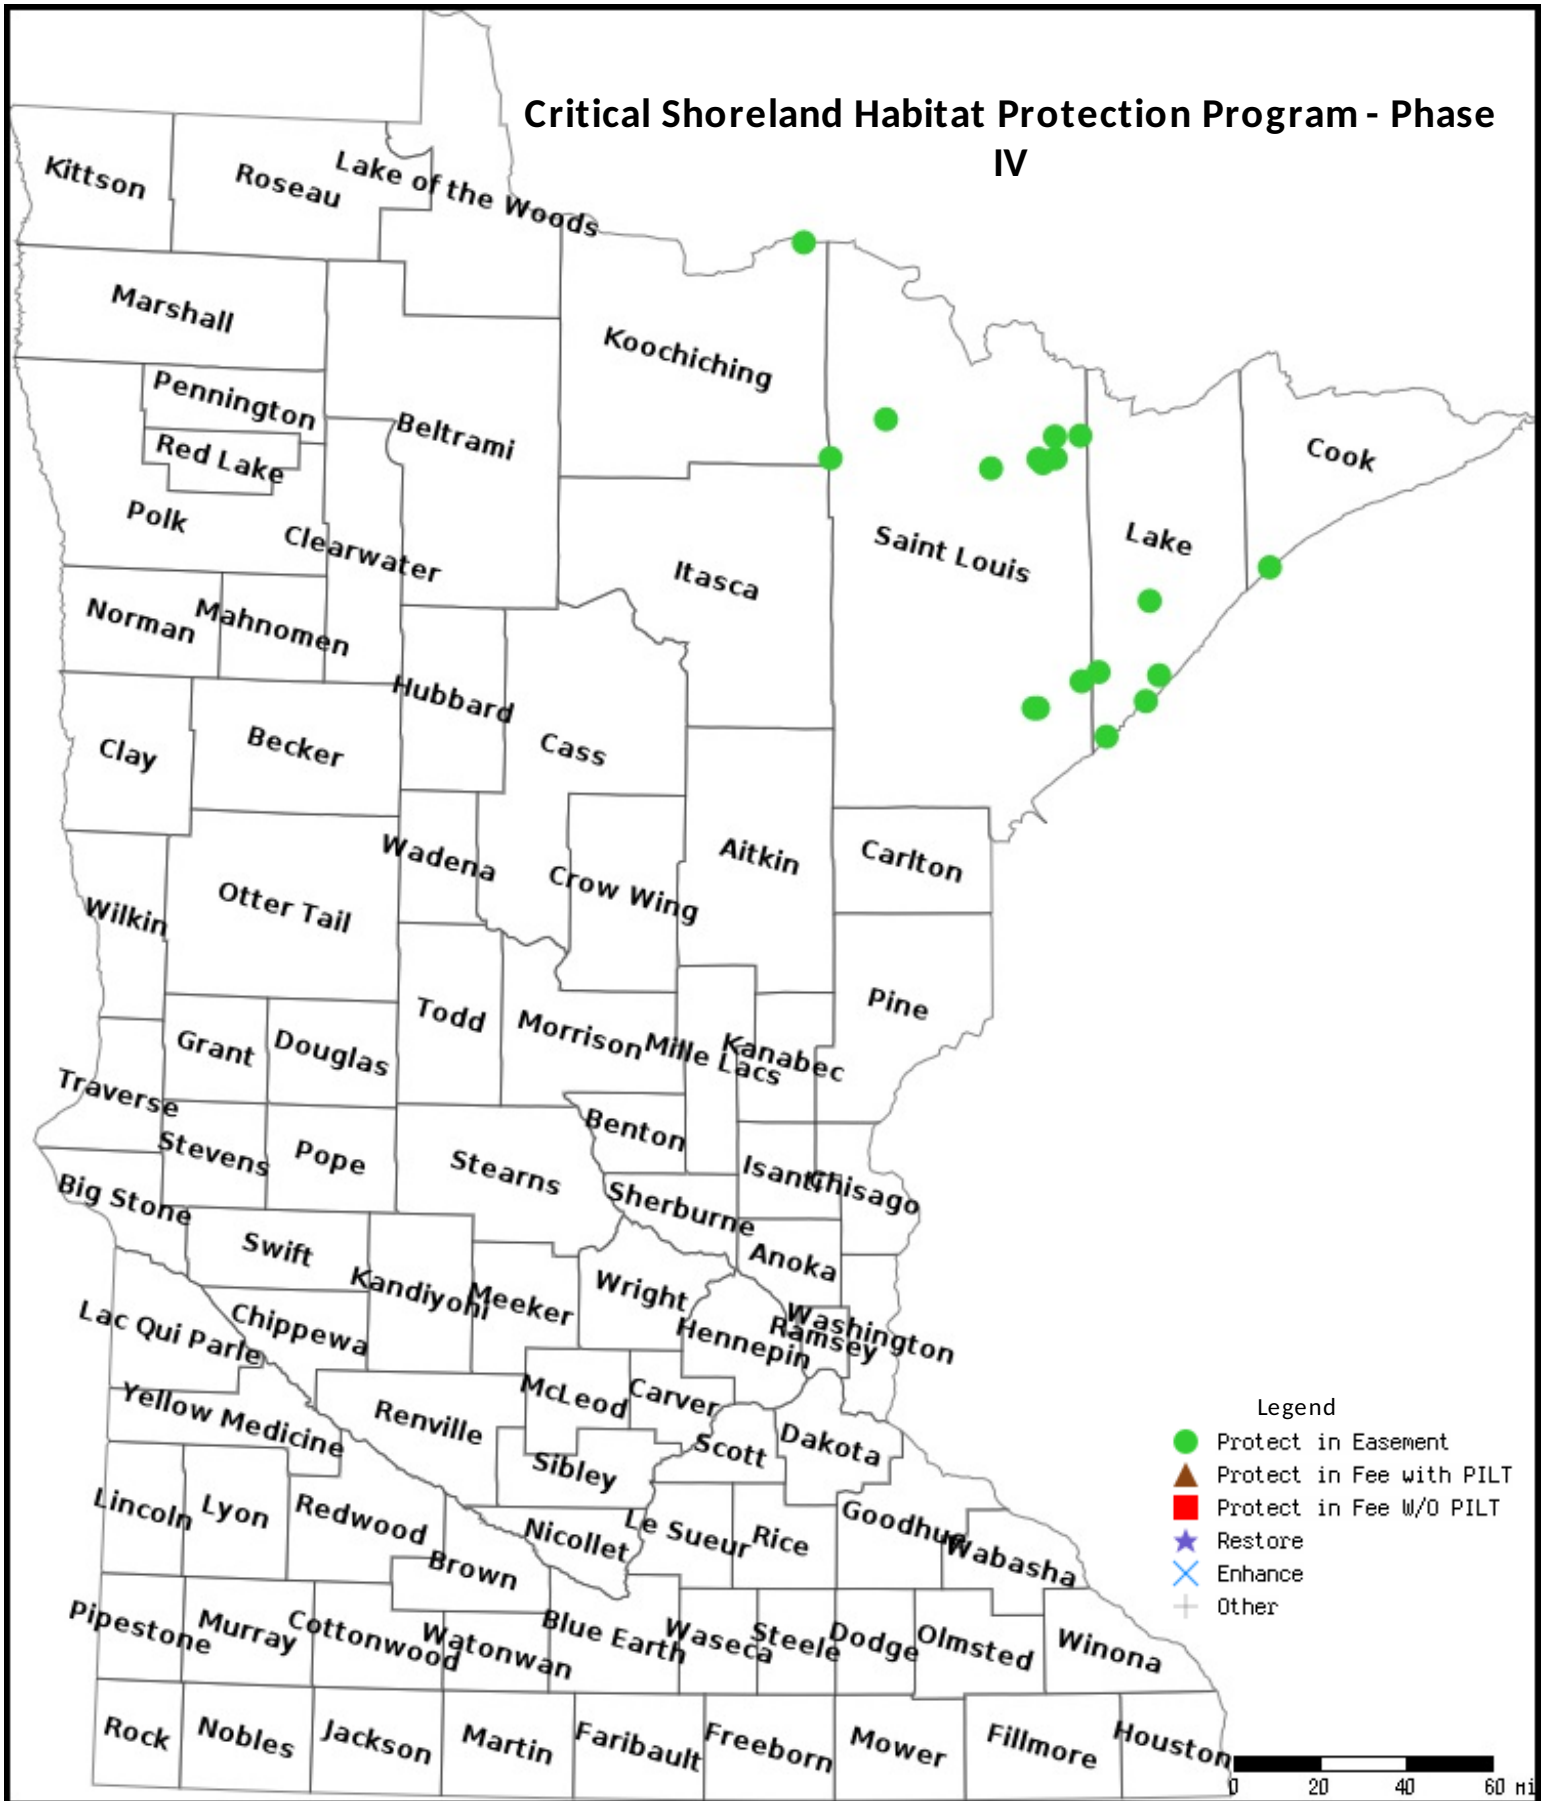 Critical Shoreland Habitat Protection Program - Phase
IV
Kittson
Roseau
Lake of the Woods
Marshall
Koochiching
Pennington
Beltrami
Red Lake
Cook
Polk
Clearwater
Saint Louis
Lake
Itasca
Norman
Mahnomen
Hubbard
Clay
Becker
Cass
Wadena
Aitkin
Carlton
Crow Wing
Otter Tail
Wilkin
Pine
Todd
Morrison
Mille Lacs
Kanabec
Grant
Douglas
Traverse
Benton
Stevens
Pope
Stearns
Isanti
Chisago
Big Stone
Sherburne
Swift
Anoka
Kandiyohi
Meeker
Wright
Lac Qui Parle
Chippewa
Hennepin
Ramsey
Washington
McLeod
Carver
Yellow Medicine
Renville
Scott
Dakota
Sibley
Lincoln
Lyon
Redwood
Nicollet
Le Sueur
Rice
Goodhue
Wabasha
Brown
Pipestone
Murray
Cottonwood
Watonwan
Blue Earth
Waseca
Steele
Dodge
Olmsted
Winona
Rock
Nobles
Jackson
Martin
Faribault
Freeborn
Mower
Fillmore
Houston
Legend
Protect in Easement
Protect in Fee with PILT
Protect in Fee W/O PILT
Restore
Enhance
Other
0 20 40 60 mi